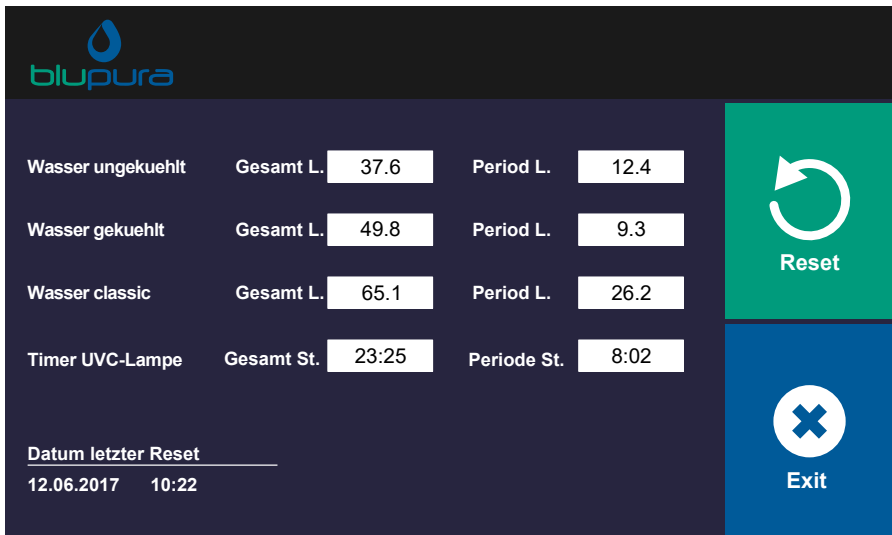 blupura
Wasser ungekuehlt Gesamt L. 37.6 Period L. 12.4
Wasser gekuehlt Gesamt L. 49.8 Period L. 9.3
Reset
Wasser classic Gesamt L. 65.1 Period L. 26.2
Timer UVC-Lampe Gesamt St. 23:25 Periode St. 8:02
Datum letzter Reset
12.06.2017 10:22
Exit